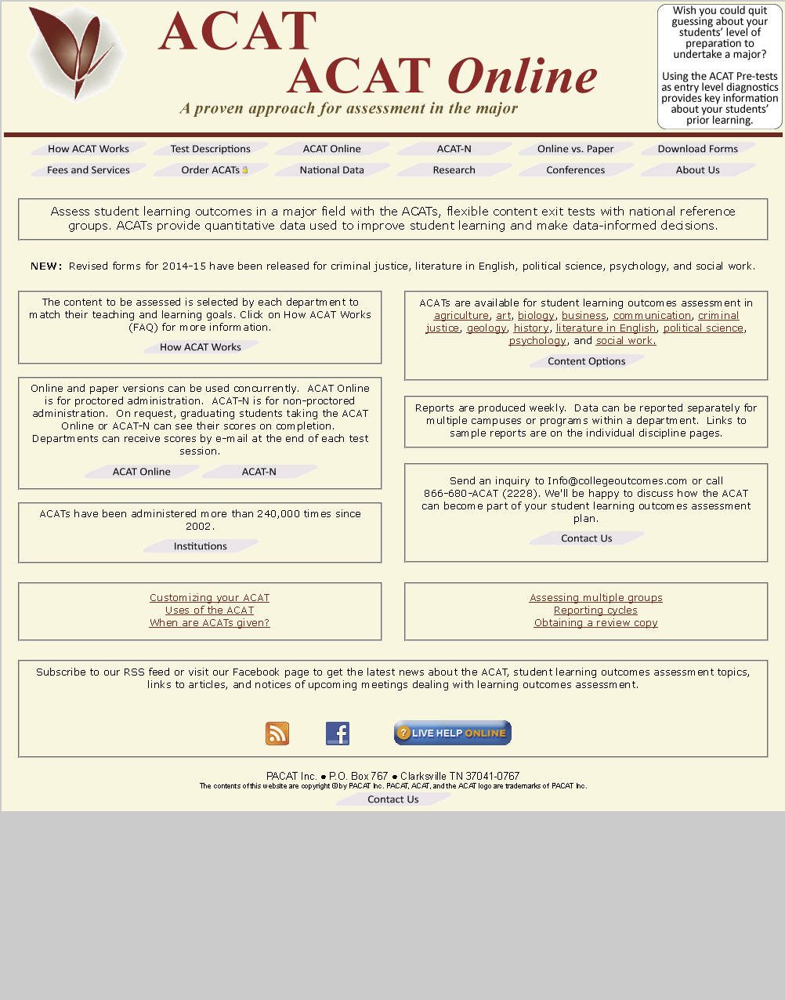 ACAT
ACAT Online
A proven approach for assessment in the major
Wish you could quit
guessing about your
students' level of
preparation to
undertake a major?
Using the ACAT Pre-tests
as entry level diagnostics
provides key information
about your students'
prior learning.
How ACAT Works
Test Descriptions
ACAT Online
ACAT-N
Online vs. Paper
Download Forms
Fees and Services
Order ACATs
National Data
Research
Conferences
About Us
Assess student learning outcomes in a major field with the ACATs, flexible content exit tests with national reference
groups. ACATs provide quantitative data used to improve student learning and make data-informed decisions.
NEW: Revised forms for 2014-15 have been released for criminal justice, literature in English, political science, psychology, and social work.
The content to be assessed is selected by each department to
match their teaching and learning goals. Click on How ACAT Works
(FAQ) for more information.
How ACAT Works
Online and paper versions can be used concurrently. ACAT Online
is for proctored administration. ACAT-N is for non-proctored
administration. On request, graduating students taking the ACAT
Online or ACAT-N can see their scores on completion.
Departments can receive scores by e-mail at the end of each test
session.
ACAT Online
ACAT-N
ACATs have been administered more than 240,000 times since
2002.
Institutions
ACATs are available for student learning outcomes assessment in
agriculture, art, biology, business, communication, criminal
justice, geology, history, literature in English, political science,
psychology, and social work.
Content Options
Reports are produced weekly. Data can be reported separately for
multiple campuses or programs within a department. Links to
sample reports are on the individual discipline pages.
Send an inquiry to Info@collegeoutcomes.com or call
866-680-ACAT (2228). We'll be happy to discuss how the ACAT
can become part of your student learning outcomes assessment
plan.
Contact Us
Customizing your ACAT
Uses of the ACAT
When are ACATs given?
Assessing multiple groups
Reporting cycles
Obtaining a review copy
Subscribe to our RSS feed or visit our Facebook page to get the latest news about the ACAT, student learning outcomes assessment topics,
links to articles, and notices of upcoming meetings dealing with learning outcomes assessment.
? LIVE HELP ONLINE
PACAT Inc. ● P.O. Box 767 ● Clarksville TN 37041-0767
The contents of this website are copyright © by PACAT Inc. PACAT, ACAT, and the ACAT logo are trademarks of PACAT Inc.
Contact Us